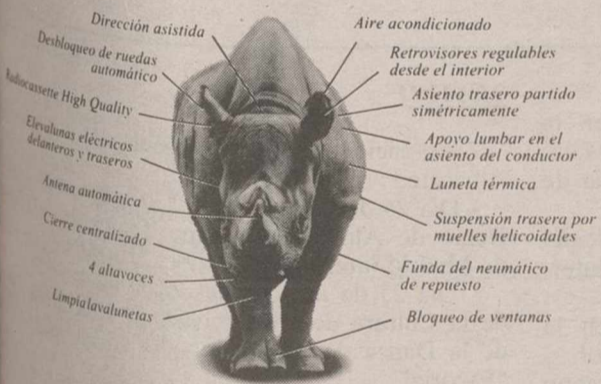 Dirección asistida
Desbloqueo de ruedas
automático
Radiocassette High Quality
Elevalunas eléctricos
delanteros y traseros
Antena automática
Cierre centralizado
4 altavoces
Limpialavalunetas
Aire acondicionado
Retrovisores regulables
desde el interior
Asiento trasero partido
simétricamente
Apoyo lumbar en el
asiento del conductor
Luneta térmica
Suspensión trasera por
muelles helicoidales
Funda del neumático
de repuesto
Bloqueo de ventanas